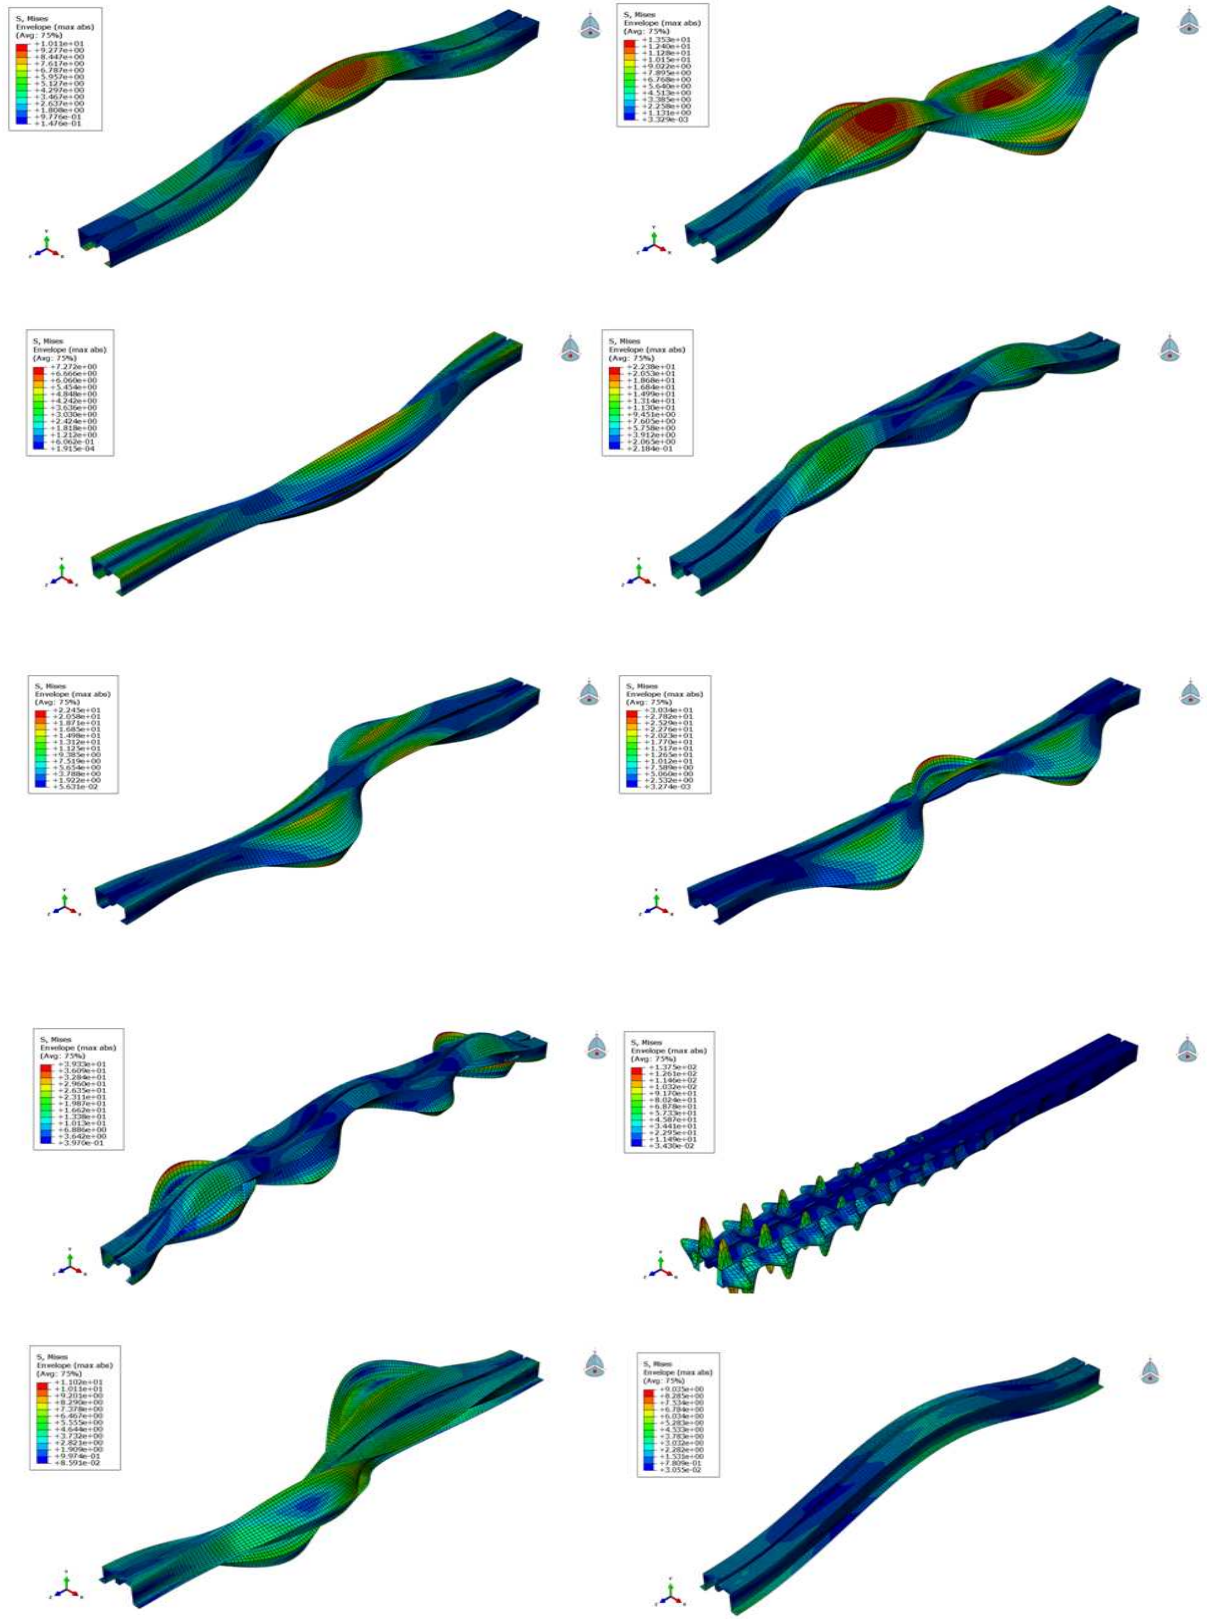 S, Mises
Envelope (max abs)
(Avg: 75%)
+1.011e+01
+9.277e+00
+8.447e+00
+7.617e+00
+6.787e+00
+5.957e+00
+5.127e+00
+4.297e+00
+3.467e+00
+2.637e+00
+1.808e+00
+9.776e-01
+1.476e-01
S, Mises
Envelope (max abs)
(Avg: 75%)
+1.353e+01
+1.240e+01
+1.128e+01
+1.015e+01
+9.022e+00
+7.895e+00
+6.768e+00
+5.640e+00
+4.513e+00
+3.385e+00
+2.258e+00
+1.131e+00
+3.329e-03
S, Mises
Envelope (max abs)
(Avg: 75%)
+7.272e+00
+6.666e+00
+6.060e+00
+5.454e+00
+4.848e+00
+4.242e+00
+3.636e+00
+3.030e+00
+2.424e+00
+1.818e+00
+1.212e+00
+6.062e-01
+1.915e-04
S, Mises
Envelope (max abs)
(Avg: 75%)
+2.238e+01
+2.053e+01
+1.868e+01
+1.684e+01
+1.499e+01
+1.314e+01
+1.130e+01
+9.451e+00
+7.605e+00
+5.758e+00
+3.912e+00
+2.065e+00
+2.184e-01
S, Mises
Envelope (max abs)
(Avg: 75%)
+2.245e+01
+2.058e+01
+1.871e+01
+1.685e+01
+1.498e+01
+1.312e+01
+1.125e+01
+9.385e+00
+7.519e+00
+5.654e+00
+3.788e+00
+1.922e+00
+5.631e-02
S, Mises
Envelope (max abs)
(Avg: 75%)
+3.034e+01
+2.782e+01
+2.529e+01
+2.276e+01
+2.023e+01
+1.770e+01
+1.517e+01
+1.265e+01
+1.012e+01
+7.589e+00
+5.060e+00
+2.532e+00
+3.274e-03
S, Mises
Envelope (max abs)
(Avg: 75%)
+3.933e+01
+3.609e+01
+3.284e+01
+2.960e+01
+2.635e+01
+2.311e+01
+1.987e+01
+1.662e+01
+1.338e+01
+1.013e+01
+6.886e+00
+3.642e+00
+3.970e-01
S, Mises
Envelope (max abs)
(Avg: 75%)
+1.375e+02
+1.261e+02
+1.146e+02
+1.032e+02
+9.170e+01
+8.024e+01
+6.878e+01
+5.733e+01
+4.587e+01
+3.441e+01
+2.295e+01
+1.149e+01
+3.430e-02
S, Mises
Envelope (max abs)
(Avg: 75%)
+1.102e+01
+1.011e+01
+9.201e+00
+8.290e+00
+7.378e+00
+6.467e+00
+5.555e+00
+4.644e+00
+3.732e+00
+2.821e+00
+1.909e+00
+9.974e-01
+8.591e-02
S, Mises
Envelope (max abs)
(Avg: 75%)
+9.035e+00
+8.285e+00
+7.534e+00
+6.784e+00
+6.034e+00
+5.283e+00
+4.533e+00
+3.783e+00
+3.032e+00
+2.282e+00
+1.531e+00
+7.809e-01
+3.055e-02